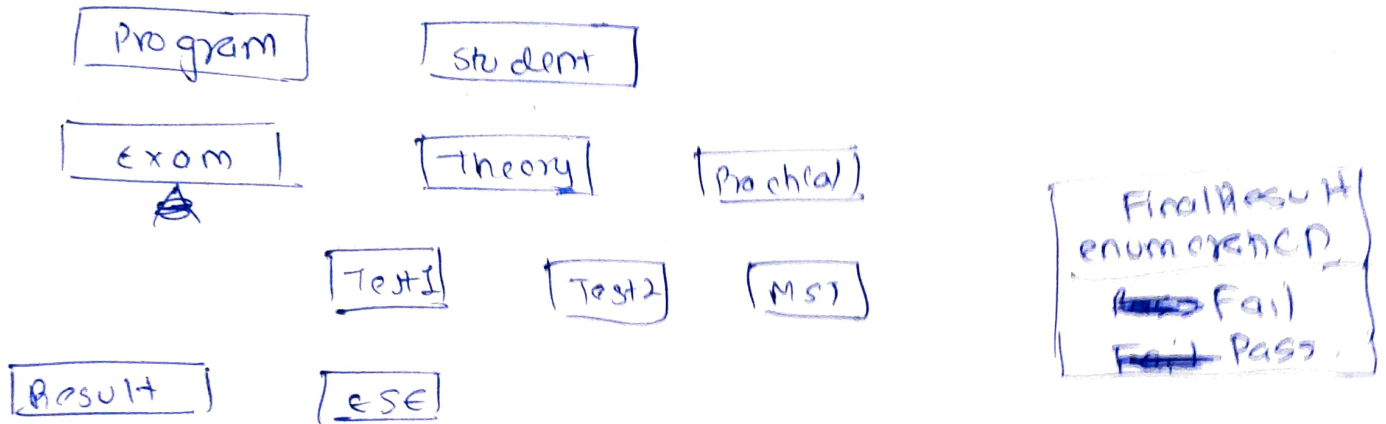 Program
Student
Exam
Theory
Practical
Test1
Test2
MST
Result
ESE
FinalResult
enumeration
Fail
Pass